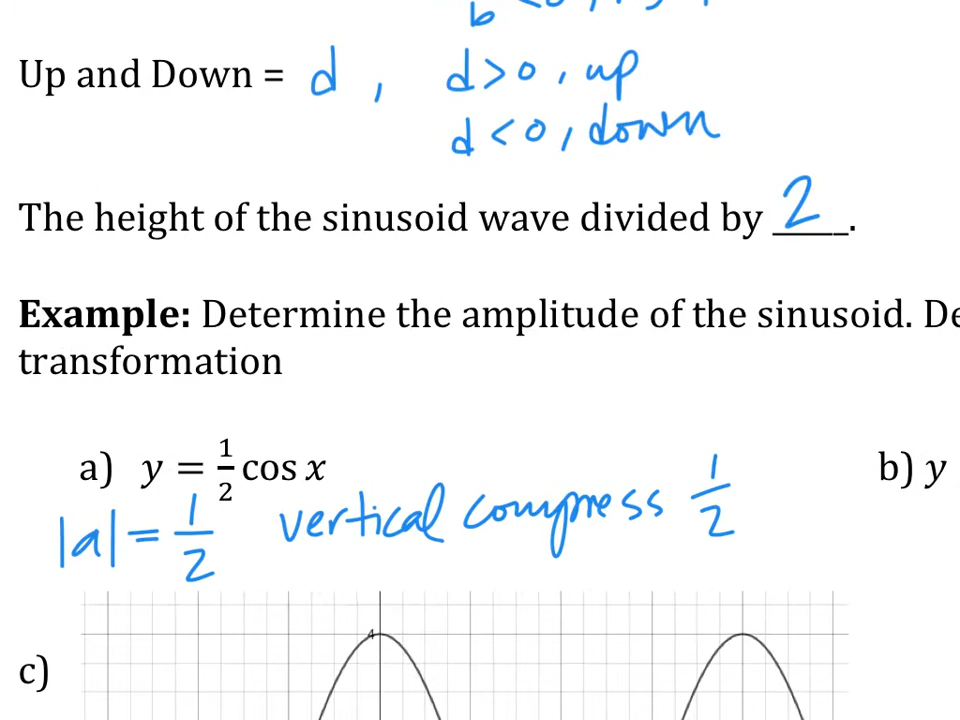 b
Up and Down = d, d>0, up
d<0, down
The height of the sinusoid wave divided by 2.
Example: Determine the amplitude of the sinusoid. De
transformation
a) y = 1/2 cos x
b) y
|a| = 1/2 vertical compress 1/2
4
c)